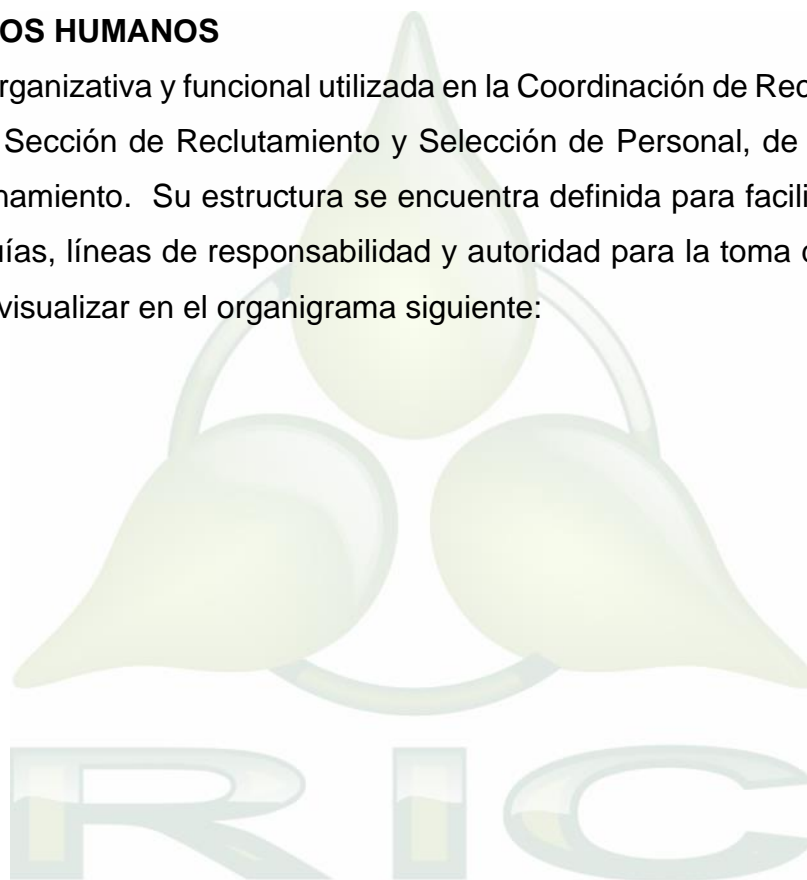 OS HUMANOS
rganizativa y funcional utilizada en la Coordinación de Rec
Sección de Reclutamiento y Selección de Personal, de
namiento. Su estructura se encuentra definida para facili
uías, líneas de responsabilidad y autoridad para la toma
visualizar en el organigrama siguiente:
RIC